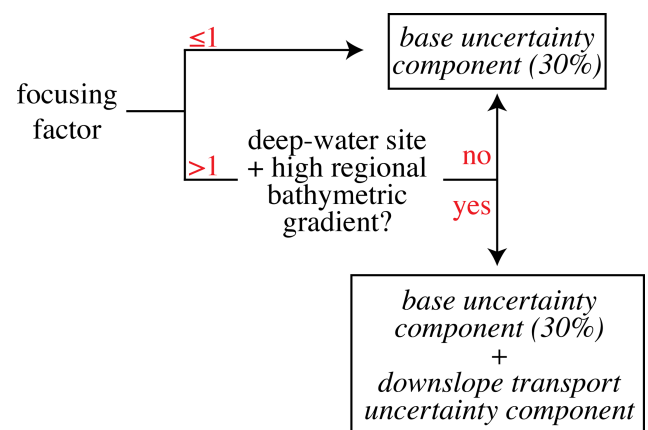 ≤1
base uncertainty
component (30%)
focusing
factor
>1
deep-water site
+ high regional
bathymetric
gradient?
no
yes
base uncertainty
component (30%)
+
downslope transport
uncertainty component